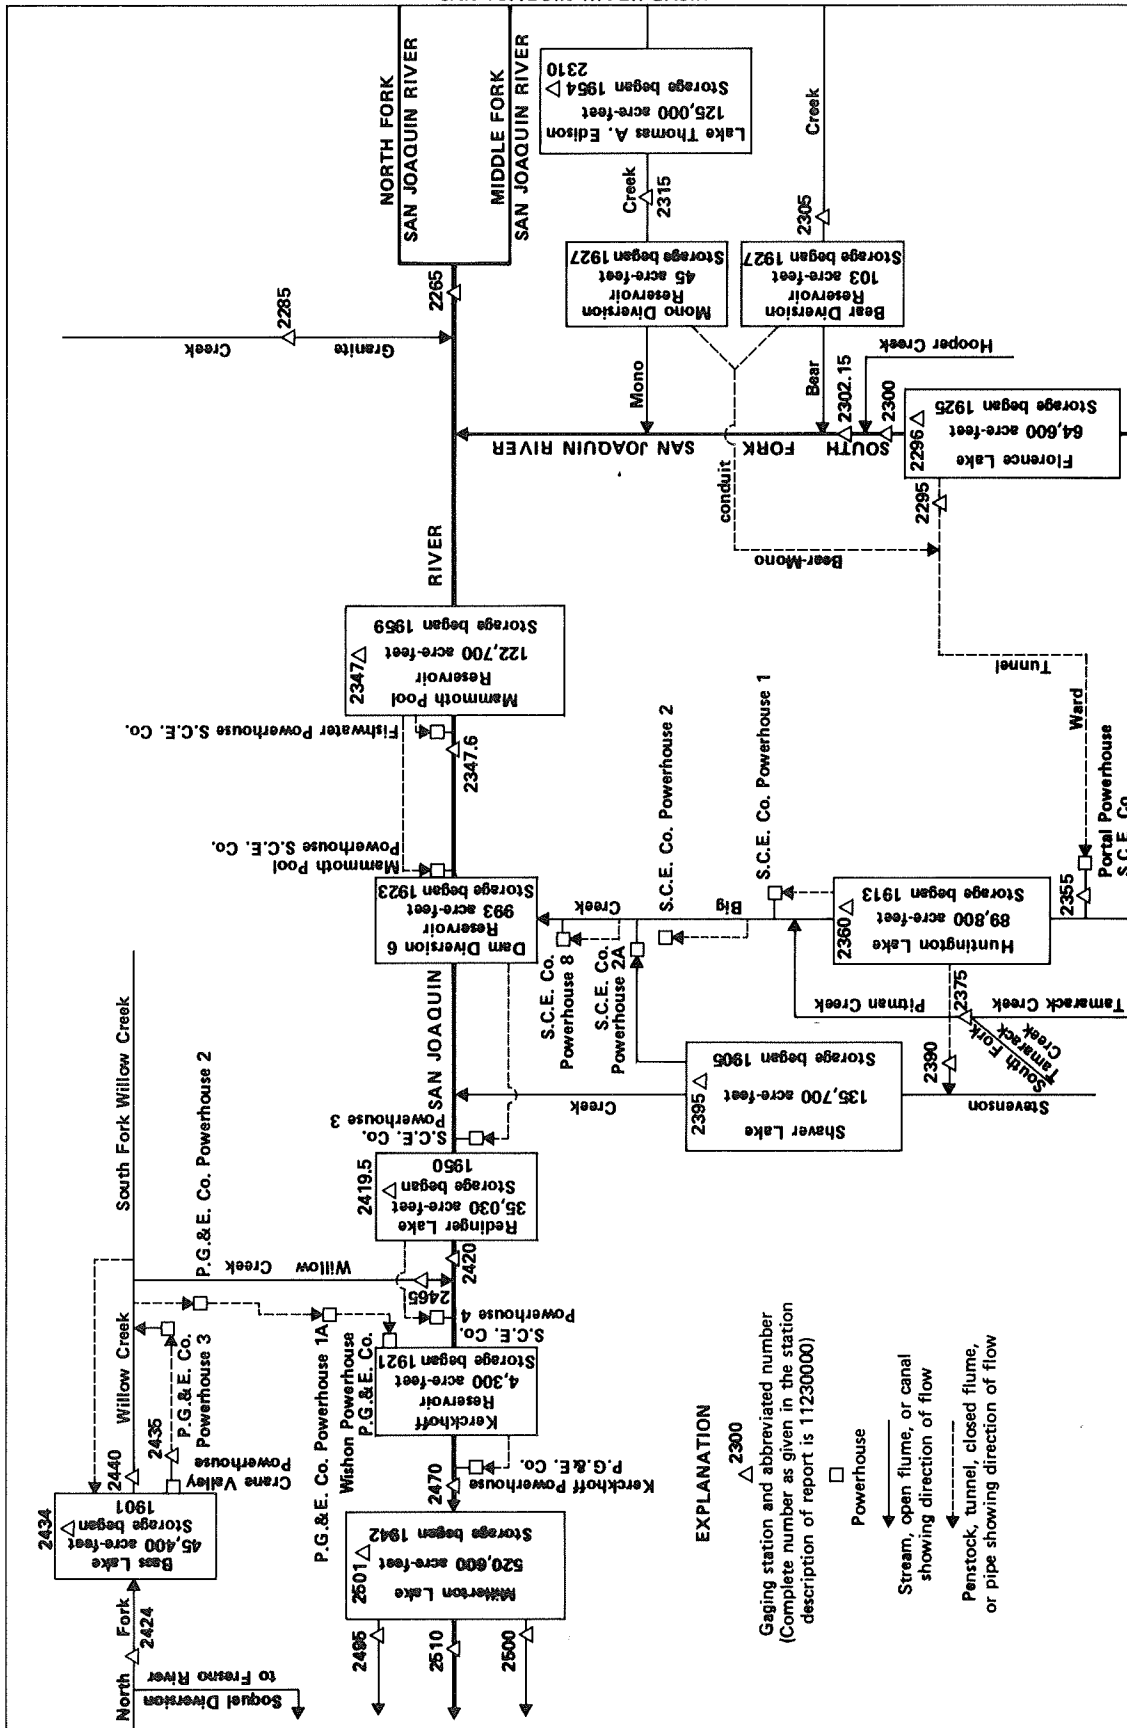 NORTH FORK
SAN JOAQUIN RIVER
MIDDLE FORK
SAN JOAQUIN RIVER
Lake Thomas A. Edison
125,000 acre-feet
Storage began 1954
2310
Creek
2315
Creek
2305
Mono Diversion
Reservoir
45 acre-feet
Storage began 1927
Bear Diversion
Reservoir
103 acre-feet
Storage began 1927
2265
2285
Granite
Creek
Mono
Bear
Hooper Creek
2302.15
2300
SOUTH FORK SAN JOAQUIN RIVER
Florence Lake
64,600 acre-feet
Storage began 1925
2296
2295
conduit
Bear-Mono
Tunnel
Ward
RIVER
Mammoth Pool
Reservoir
122,700 acre-feet
Storage began 1959
2347
Fishwater Powerhouse S.C.E. Co.
2347.6
Mammoth Pool
Powerhouse S.C.E. Co.
Dam Diversion 6
Reservoir
993 acre-feet
Storage began 1923
Big
Creek
S.C.E. Co. Powerhouse 1
S.C.E. Co. Powerhouse 2
S.C.E. Co.
Powerhouse 8
S.C.E. Co.
Powerhouse 2A
Huntington Lake
89,800 acre-feet
Storage began 1913
2360
2355
Portal Powerhouse
S.C.E. Co.
2375
Pitman Creek
Tamarack Creek
South Fork
Tamarack
Creek
2390
Stevenson
Creek
Shaver Lake
135,700 acre-feet
Storage began 1905
2395
SAN JOAQUIN
S.C.E. Co.
Powerhouse 3
Redinger Lake
35,030 acre-feet
Storage began
1950
2419.5
2420
South Fork Willow Creek
P.G.&E. Co. Powerhouse 2
Willow Creek
2465
S.C.E. Co.
Powerhouse 4
Willow Creek
P.G.&E. Co.
Powerhouse 3
2435
2440
Crane Valley
Powerhouse
P.G.&E. Co. Powerhouse 1A
Wishon Powerhouse
P.G.&E. Co.
Kerckhoff
Reservoir
4,300 acre-feet
Storage began 1921
Kerckhoff Powerhouse
P.G.&E. Co.
2470
Bass Lake
45,400 acre-feet
Storage began
1901
2434
North Fork
2424
Soquel Diversion
to Fresno River
Millerton Lake
520,600 acre-feet
Storage began 1942
2501
2495
2510
2500
EXPLANATION
2300
Gaging station and abbreviated number
(Complete number as given in the station
description of report is 11230000)
Powerhouse
Stream, open flume, or canal
showing direction of flow
Penstock, tunnel, closed flume,
or pipe showing direction of flow